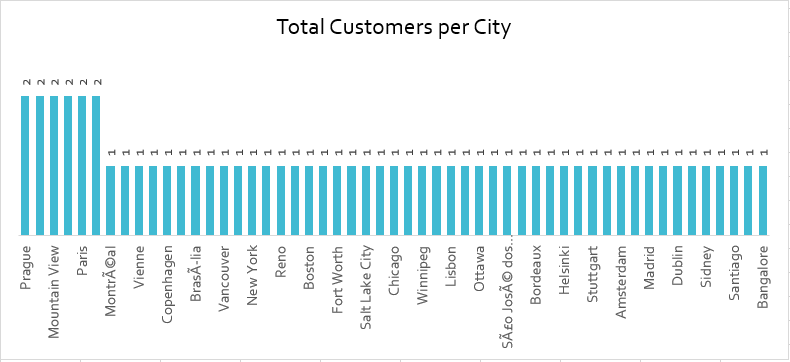 Total Customers per City
2 2 2 2 2 2 1 1 1 1 1 1 1 1 1 1 1 1 1 1 1 1 1 1 1 1 1 1 1 1 1 1 1 1 1 1 1 1 1 1 1 1 1 1 1 1 1 1 1 1 1 1 1
Prague
Mountain View
Paris
MontrÃ©al
Vienne
Copenhagen
BrasÃ-lia
Vancouver
New York
Reno
Boston
Fort Worth
Salt Lake City
Chicago
Winnipeg
Lisbon
Ottawa
SÃ£o JosÃ© dos...
Bordeaux
Helsinki
Stuttgart
Amsterdam
Madrid
Dublin
Sidney
Santiago
Bangalore